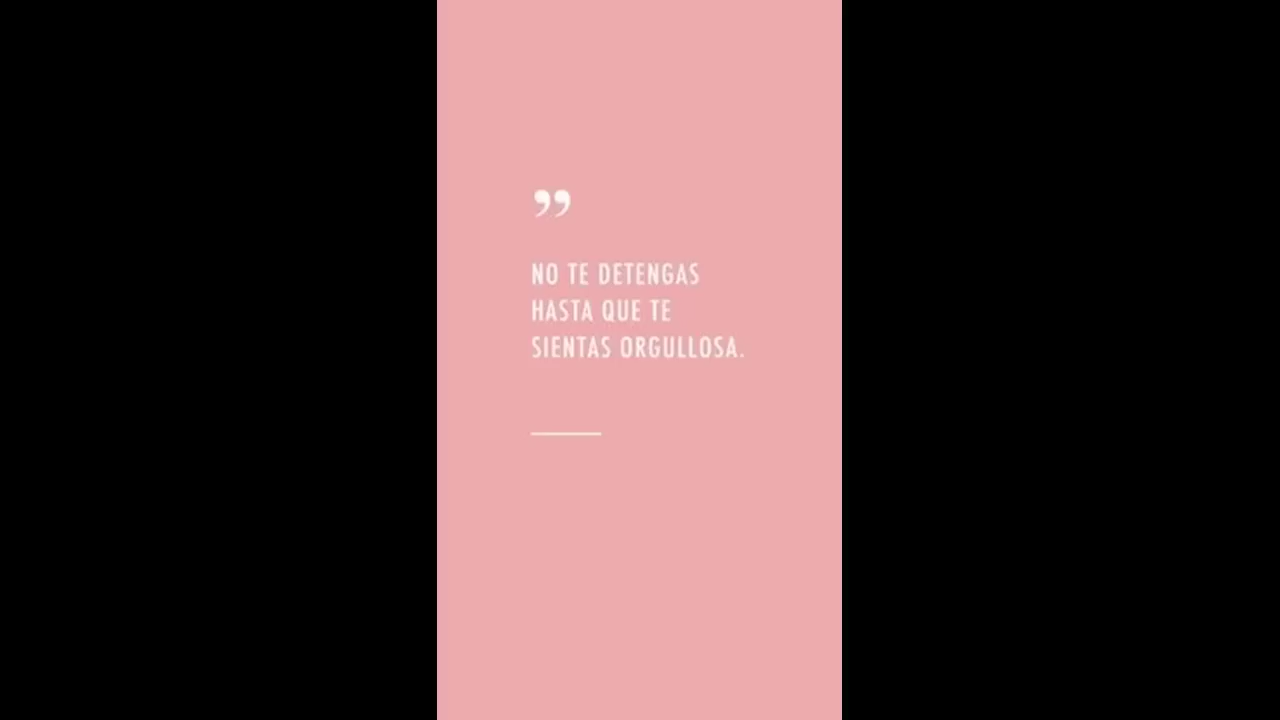 ”
NO TE DETENGAS
HASTA QUE TE
SIENTAS ORGULLOSA.